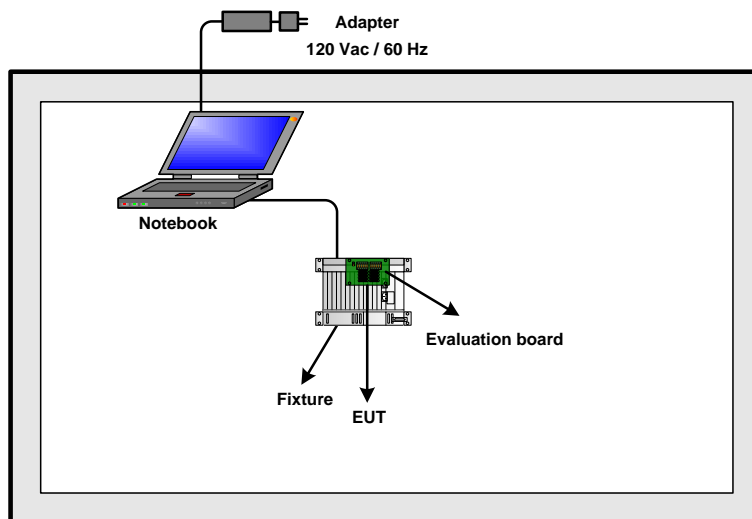 Adapter
120 Vac / 60 Hz
Notebook
Evaluation board
Fixture
EUT